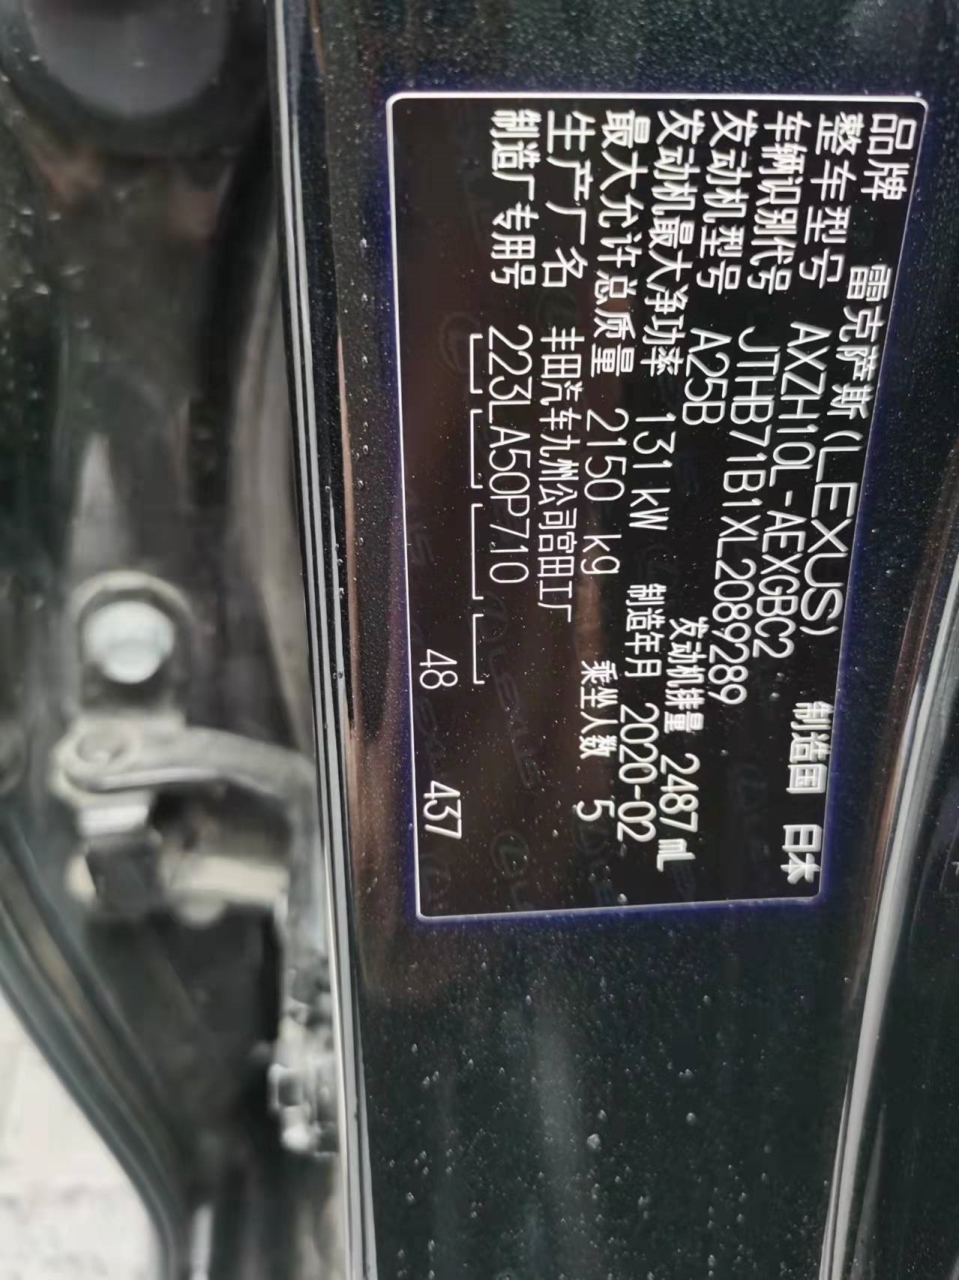 品牌 雷克萨斯(LEXUS) 制造国 日本
整车型号 AXZH10L-AEXGBC2
车辆识别代号 JTHB71B1XL2089289
发动机型号 A25B 发动机排量 2487 mL
发动机最大净功率 131 kW 制造年月 2020-02
最大允许总质量 2150 kg 乘坐人数 5
生产厂名 丰田汽车九州公司宫田工厂
制造厂专用号 223LA50P710
48 437